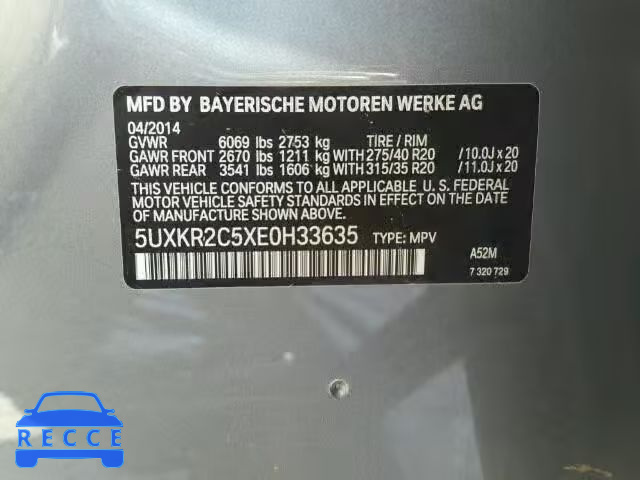 MFD BY BAYERISCHE MOTOREN WERKE AG
04/2014
GVWR 6069 lbs 2753 kg TIRE / RIM
GAWR FRONT 2670 lbs 1211 kg WITH 275/40 R20 /10.0J x 20
GAWR REAR 3541 lbs 1606 kg WITH 315/35 R20 /11.0J x 20
THIS VEHICLE CONFORMS TO ALL APPLICABLE U. S. FEDERAL
MOTOR VEHICLE SAFETY STANDARDS IN EFFECT ON THE DATE
OF MANUFACTURE SHOWN ABOVE.
5UXKR2C5XE0H33635 TYPE: MPV
A52M
7 320 729
RECCE